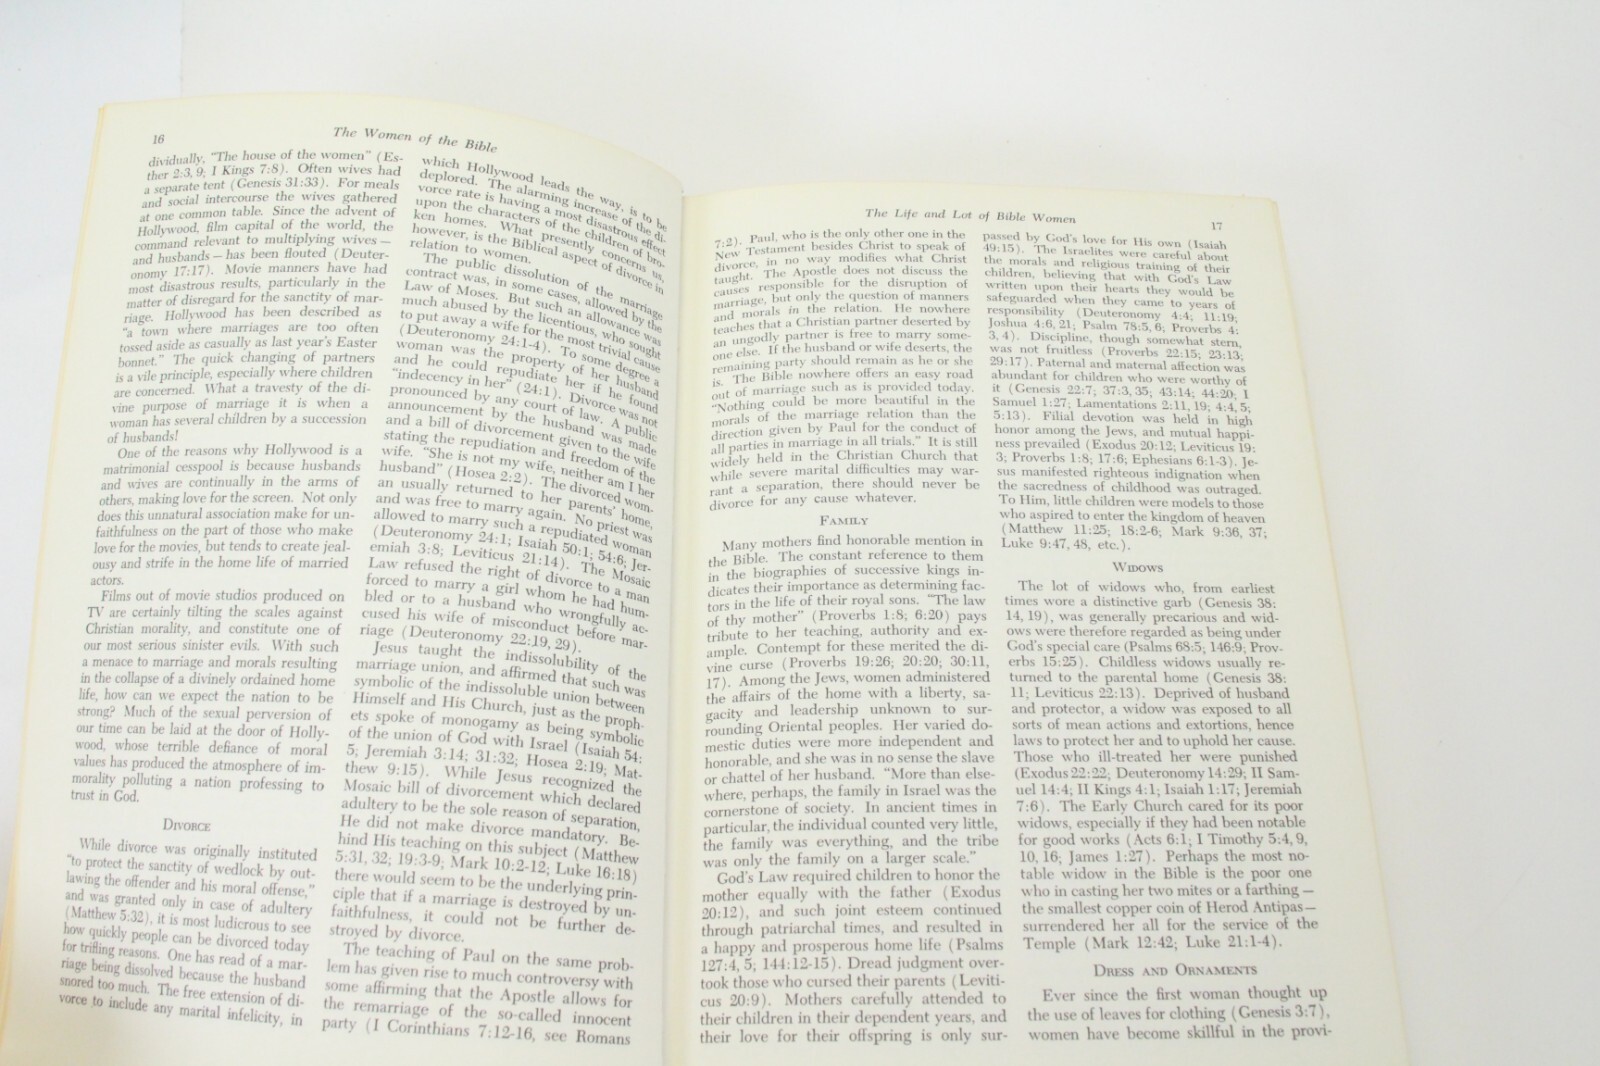 16
The Women of the Bible
dividually, "The house of the women" (Es-
ther 2:3, 9; I Kings 7:8). Often wives had
a separate tent (Genesis 31:33). For meals
and social intercourse the wives gathered
at one common table. Since the advent of
Hollywood, film capital of the world, the
command relevant to multiplying wives —
and husbands — has been flouted (Deuter-
onomy 17:17). Movie manners have had
most disastrous results, particularly in the
matter of disregard for the sanctity of mar-
riage. Hollywood has been described as
"a town where marriages are too often
tossed aside as casually as last year's Easter
bonnet." The quick changing of partners
is a vile principle, especially where children
are concerned. What a travesty of the di-
vine purpose of marriage it is when a
woman has several children by a succession
of husbands!
One of the reasons why Hollywood is a
matrimonial cesspool is because husbands
and wives are continually in the arms of
others, making love for the screen. Not only
does this unnatural association make for un-
faithfulness on the part of those who make
love for the movies, but tends to create jeal-
ousy and strife in the home life of married
actors.
Films out of movie studios produced on
TV are certainly tilting the scales against
Christian morality, and constitute one of
our most serious sinister evils. With such
a menace to marriage and morals resulting
in the collapse of a divinely ordained home
life, how can we expect the nation to be
strong? Much of the sexual perversion of
our time can be laid at the door of Holly-
wood, whose terrible defiance of moral
values has produced the atmosphere of im-
morality polluting a nation professing to
trust in God.
DIVORCE
While divorce was originally instituted
"to protect the sanctity of wedlock by out-
lawing the offender and his moral offense,"
and was granted only in case of adultery
(Matthew 5:32), it is most ludicrous to see
how quickly people can be divorced today
for trifling reasons. One has read of a mar-
riage being dissolved because the husband
snored too much. The free extension of di-
vorce to include any marital infelicity, in
which Hollywood leads the way, is to be
deplored. The alarming increase of the di-
vorce rate is having a most disastrous effect
upon the characters of the children of bro-
ken homes. What presently concerns us,
however, is the Biblical aspect of divorce in
relation to women.
The public dissolution of the marriage
contract was, in some cases, allowed by the
Law of Moses. But such an allowance was
much abused by the licentious, who sought
to put away a wife for the most trivial cause
(Deuteronomy 24:1-4). To some degree a
woman was the property of her husband
and he could repudiate her if he found
"indecency in her" (24:1). Divorce was not
pronounced by any court of law. A public
announcement by the husband was made
and a bill of divorcement given to the wife
stating the repudiation and freedom of the
wife. "She is not my wife, neither am I her
husband" (Hosea 2:2). The divorced wom-
an usually returned to her parents' home,
and was free to marry again. No priest was
allowed to marry such a repudiated woman
(Deuteronomy 24:1; Isaiah 50:1; 54:6; Jer-
emiah 3:8; Leviticus 21:14). The Mosaic
Law refused the right of divorce to a man
forced to marry a girl whom he had hum-
bled or to a husband who wrongfully ac-
cused his wife of misconduct before mar-
riage (Deuteronomy 22:19, 29).
Jesus taught the indissolubility of the
marriage union, and affirmed that such was
symbolic of the indissoluble union between
Himself and His Church, just as the proph-
ets spoke of monogamy as being symbolic
of the union of God with Israel (Isaiah 54:
5; Jeremiah 3:14; 31:32; Hosea 2:19; Mat-
thew 9:15). While Jesus recognized the
Mosaic bill of divorcement which declared
adultery to be the sole reason of separation,
He did not make divorce mandatory. Be-
hind His teaching on this subject (Matthew
5:31, 32; 19:3-9; Mark 10:2-12; Luke 16:18)
there would seem to be the underlying prin-
ciple that if a marriage is destroyed by un-
faithfulness, it could not be further de-
stroyed by divorce.
The teaching of Paul on the same prob-
lem has given rise to much controversy with
some affirming that the Apostle allows for
the remarriage of the so-called innocent
party (I Corinthians 7:12-16, see Romans
The Life and Lot of Bible Women
17
7:2). Paul, who is the only other one in the
New Testament besides Christ to speak of
divorce, in no way modifies what Christ
taught. The Apostle does not discuss the
causes responsible for the disruption of
marriage, but only the question of manners
and morals in the relation. He nowhere
teaches that a Christian partner deserted by
an ungodly partner is free to marry some-
one else. If the husband or wife deserts, the
remaining party should remain as he or she
is. The Bible nowhere offers an easy road
out of marriage such as is provided today.
"Nothing could be more beautiful in the
morals of the marriage relation than the
direction given by Paul for the conduct of
all parties in marriage in all trials." It is still
widely held in the Christian Church that
while severe marital difficulties may war-
rant a separation, there should never be
divorce for any cause whatever.
FAMILY
Many mothers find honorable mention in
the Bible. The constant reference to them
in the biographies of successive kings in-
dicates their importance as determining fac-
tors in the life of their royal sons. "The law
of thy mother" (Proverbs 1:8; 6:20) pays
tribute to her teaching, authority and ex-
ample. Contempt for these merited the di-
vine curse (Proverbs 19:26; 20:20; 30:11,
17). Among the Jews, women administered
the affairs of the home with a liberty, sa-
gacity and leadership unknown to sur-
rounding Oriental peoples. Her varied do-
mestic duties were more independent and
honorable, and she was in no sense the slave
or chattel of her husband. "More than else-
where, perhaps, the family in Israel was the
cornerstone of society. In ancient times in
particular, the individual counted very little,
the family was everything, and the tribe
was only the family on a larger scale."
God's Law required children to honor the
mother equally with the father (Exodus
20:12), and such joint esteem continued
through patriarchal times, and resulted in
a happy and prosperous home life (Psalms
127:4, 5; 144:12-15). Dread judgment over-
took those who cursed their parents (Leviti-
cus 20:9). Mothers carefully attended to
their children in their dependent years, and
their love for their offspring is only sur-
passed by God's love for His own (Isaiah
49:15). The Israelites were careful about
the morals and religious training of their
children, believing that with God's Law
written upon their hearts they would be
safeguarded when they came to years of
responsibility (Deuteronomy 4:4; 11:19;
Joshua 4:6, 21; Psalm 78:5, 6; Proverbs 4:
3, 4). Discipline, though somewhat stern,
was not fruitless (Proverbs 22:15; 23:13;
29:17). Paternal and maternal affection was
abundant for children who were worthy of
it (Genesis 22:7; 37:3, 35; 43:14; 44:20; I
Samuel 1:27; Lamentations 2:11, 19; 4:4, 5;
5:13). Filial devotion was held in high
honor among the Jews, and mutual happi-
ness prevailed (Exodus 20:12; Leviticus 19:
3; Proverbs 1:8; 17:6; Ephesians 6:1-3). Je-
sus manifested righteous indignation when
the sacredness of childhood was outraged.
To Him, little children were models to those
who aspired to enter the kingdom of heaven
(Matthew 11:25; 18:2-6; Mark 9:36, 37;
Luke 9:47, 48, etc.).
WIDOWS
The lot of widows who, from earliest
times wore a distinctive garb (Genesis 38:
14, 19), was generally precarious and wid-
ows were therefore regarded as being under
God's special care (Psalms 68:5; 146:9; Prov-
erbs 15:25). Childless widows usually re-
turned to the parental home (Genesis 38:
11; Leviticus 22:13). Deprived of husband
and protector, a widow was exposed to all
sorts of mean actions and extortions, hence
laws to protect her and to uphold her cause.
Those who ill-treated her were punished
(Exodus 22:22; Deuteronomy 14:29; II Sam-
uel 14:4; II Kings 4:1; Isaiah 1:17; Jeremiah
7:6). The Early Church cared for its poor
widows, especially if they had been notable
for good works (Acts 6:1; I Timothy 5:4, 9,
10, 16; James 1:27). Perhaps the most no-
table widow in the Bible is the poor one
who in casting her two mites or a farthing —
the smallest copper coin of Herod Antipas —
surrendered her all for the service of the
Temple (Mark 12:42; Luke 21:1-4).
DRESS AND ORNAMENTS
Ever since the first woman thought up
the use of leaves for clothing (Genesis 3:7),
women have become skillful in the provi-